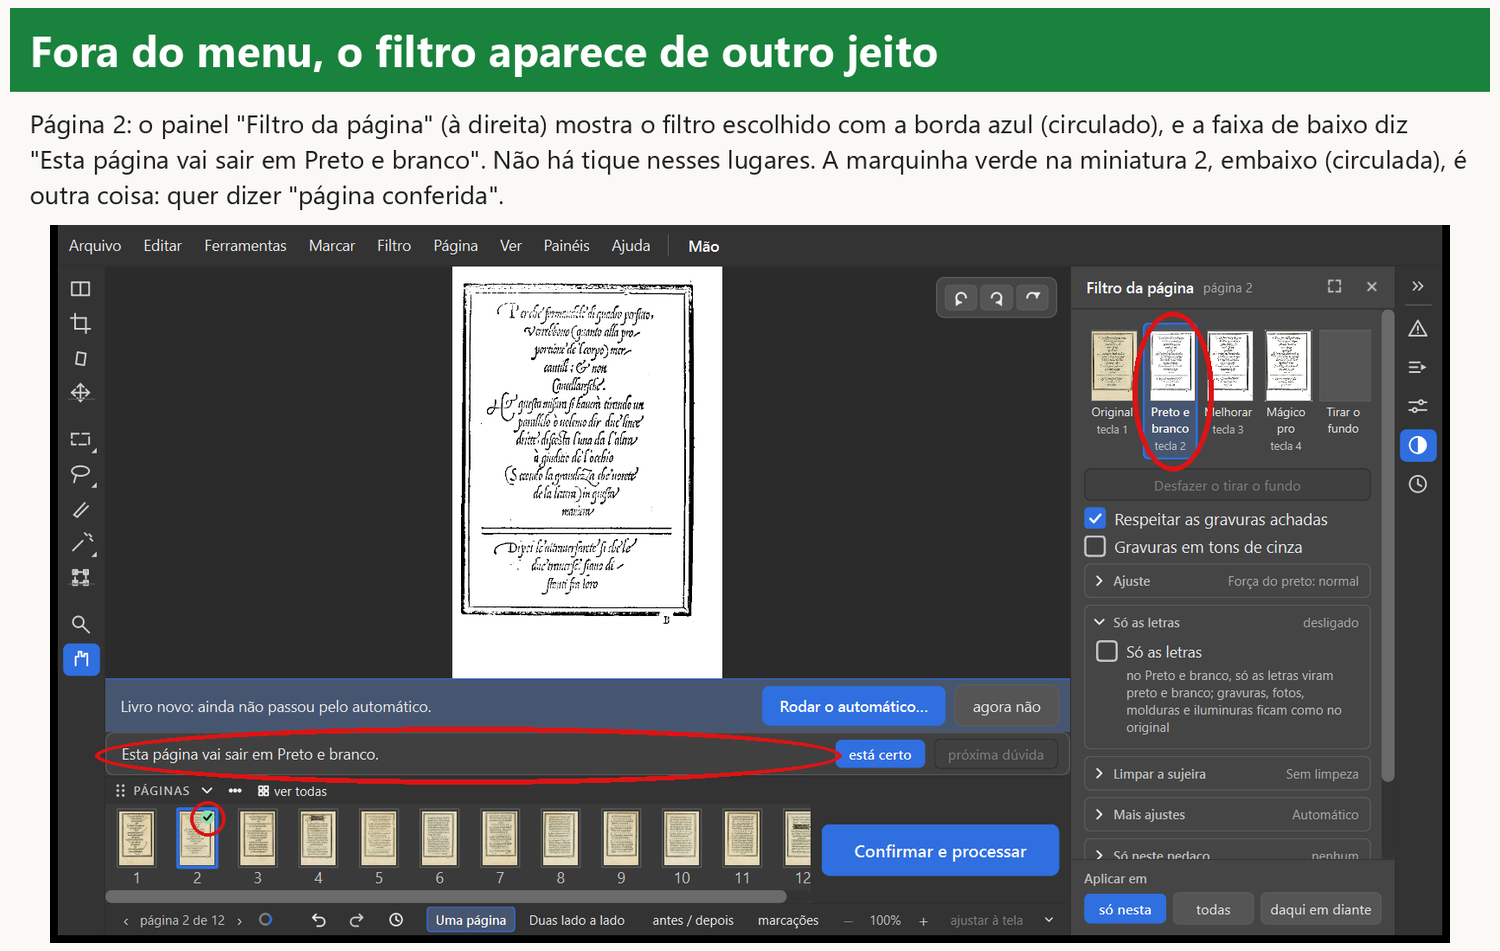 Fora do menu, o filtro aparece de outro jeito
Página 2: o painel "Filtro da página" (à direita) mostra o filtro escolhido com a borda azul (circulado), e a faixa de baixo diz
"Esta página vai sair em Preto e branco". Não há tique nesses lugares. A marquinha verde na miniatura 2, embaixo (circulada), é
outra coisa: quer dizer "página conferida".
Arquivo Editar Ferramentas Marcar Filtro Página Ver Painéis Ajuda Mão
Filtro da página página 2
Original
tecla 1
Preto e
branco
tecla 2
Melhorar
tecla 3
Mágico
pro
tecla 4
Tirar o
fundo
Desfazer o tirar o fundo
Respeitar as gravuras achadas
Gravuras em tons de cinza
Ajuste Força do preto: normal
Só as letras desligado
Só as letras
no Preto e branco, só as letras viram
preto e branco; gravuras, fotos,
molduras e iluminuras ficam como no
original
Limpar a sujeira Sem limpeza
Mais ajustes Automático
Só neste pedaço nenhum
Aplicar em
só nesta todas daqui em diante
portione de l'corpo) mer-
cantili; & non
Cancellaresche.
à giuditio de l'occhio
B
Livro novo: ainda não passou pelo automático.
Rodar o automático... agora não
Esta página vai sair em Preto e branco.
está certo próxima dúvida
PÁGINAS ver todas
1 2 3 4 5 6 7 8 9 10 11 12
Confirmar e processar
página 2 de 12 Uma página Duas lado a lado antes / depois marcações 100% ajustar à tela